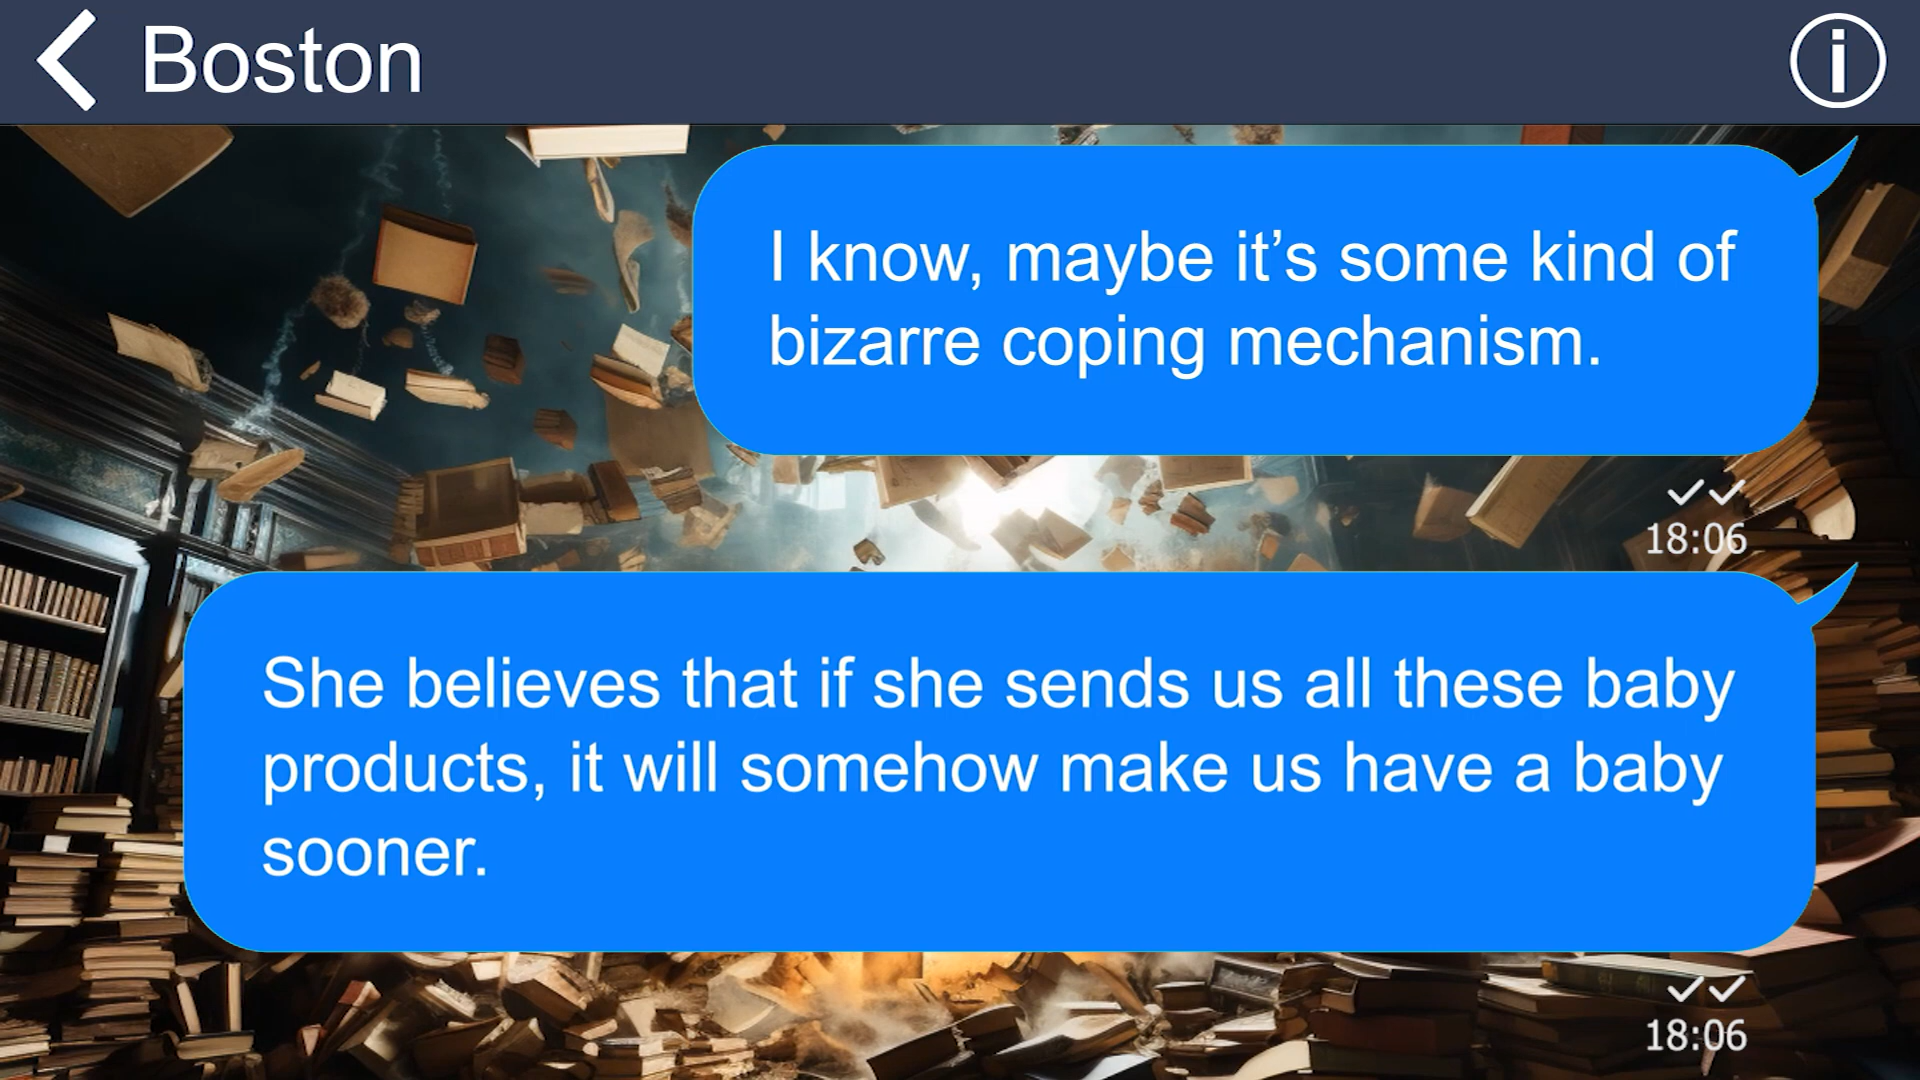 Boston
I know, maybe it’s some kind of
bizarre coping mechanism.
18:06
She believes that if she sends us all these baby
products, it will somehow make us have a baby
sooner.
18:06